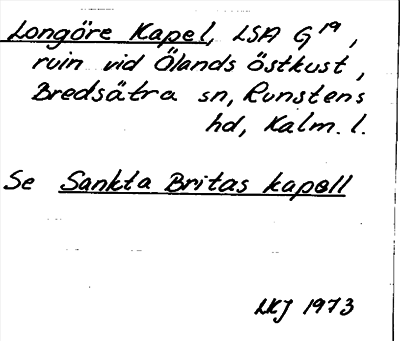 Longöre Kapel, LSA G19,
ruin vid Ölands östkust,
Bredsätra sn, Runstens
hd, Kalm. l.
Se Sankta Britas kapell
LKJ 1973